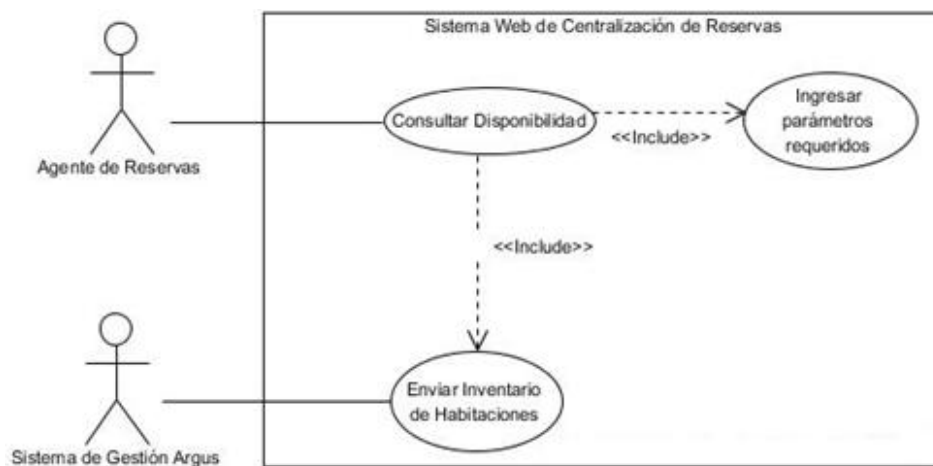 Sistema Web de Centralización de Reservas
Consultar Disponibilidad
<<Include>>
Ingresar
parámetros
requeridos
Agente de Reservas
<<Include>>
Enviar Inventario
de Habitaciones
Sistema de Gestión Argus